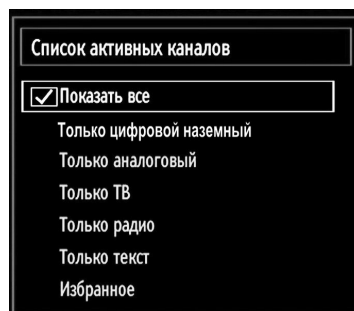 Список активных каналов
Показать все
Только цифровой наземный
Только аналоговый
Только ТВ
Только радио
Только текст
Избранное